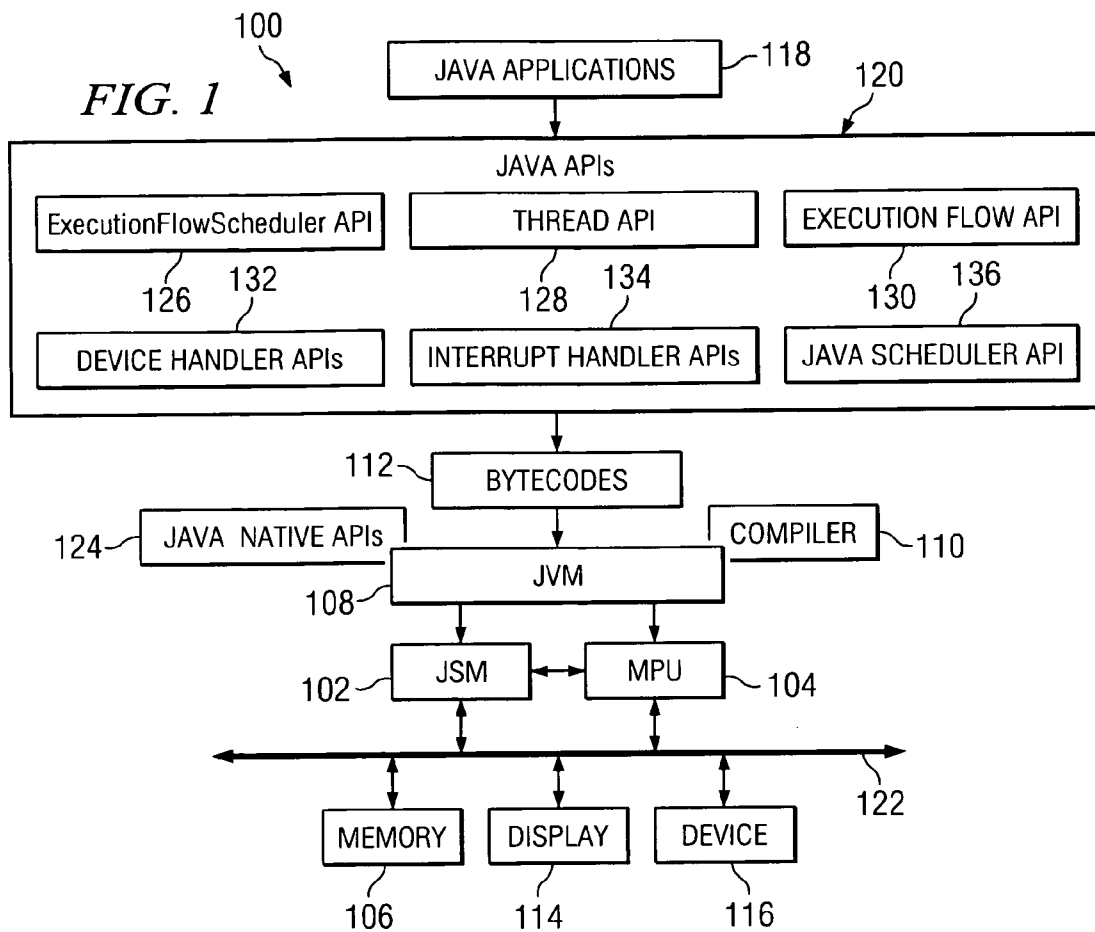 100
FIG. 1
JAVA APPLICATIONS
118
120
JAVA APIs
ExecutionFlowScheduler API
THREAD API
EXECUTION FLOW API
126
132
128
134
130
136
DEVICE HANDLER APIs
INTERRUPT HANDLER APIs
JAVA SCHEDULER API
112
BYTECODES
124
JAVA NATIVE APIs
COMPILER
110
JVM
108
102
JSM
MPU
104
122
MEMORY
DISPLAY
DEVICE
106
114
116